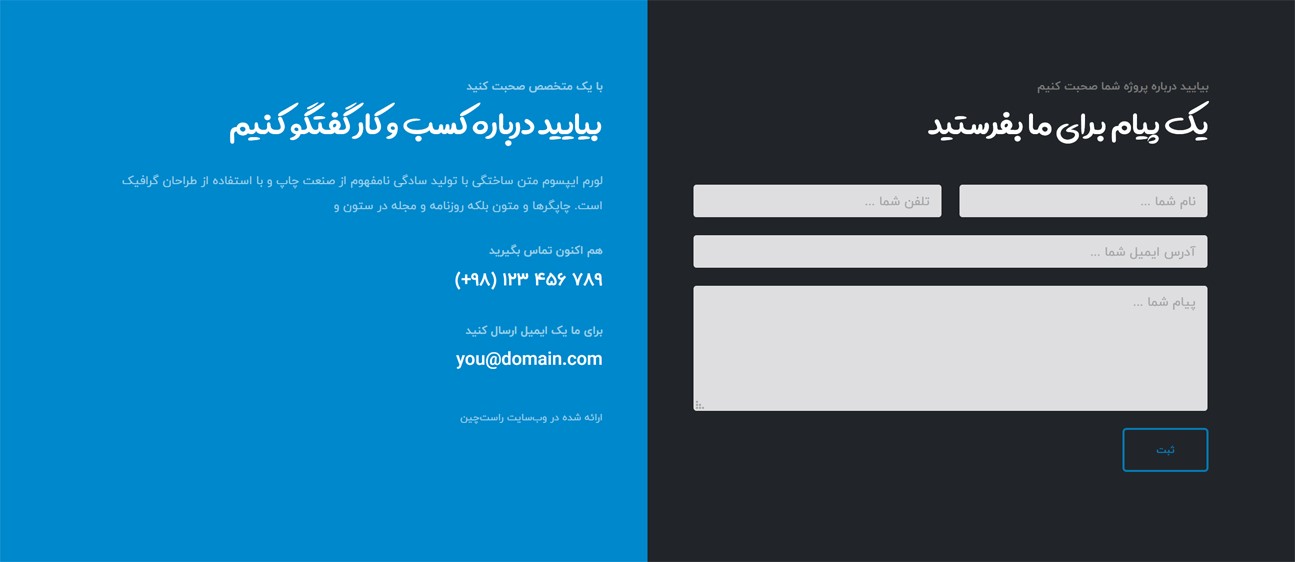 بیایید درباره پروژه شما صحبت کنیم
یک پیام برای ما بفرستید
نام شما ...
تلفن شما ...
آدرس ایمیل شما ...
پیام شما ...
ثبت
با یک متخصص صحبت کنید
بیایید درباره کسب و کار گفتگو کنیم
لورم ایپسوم متن ساختگی با تولید سادگی نامفهوم از صنعت چاپ و با استفاده از طراحان گرافیک
است. چاپگرها و متون بلکه روزنامه و مجله در ستون و
هم اکنون تماس بگیرید
(+۹۸) ۱۲۳ ۴۵۶ ۷۸۹
برای ما یک ایمیل ارسال کنید
you@domain.com
ارائه شده در وب‌سایت راست‌چین